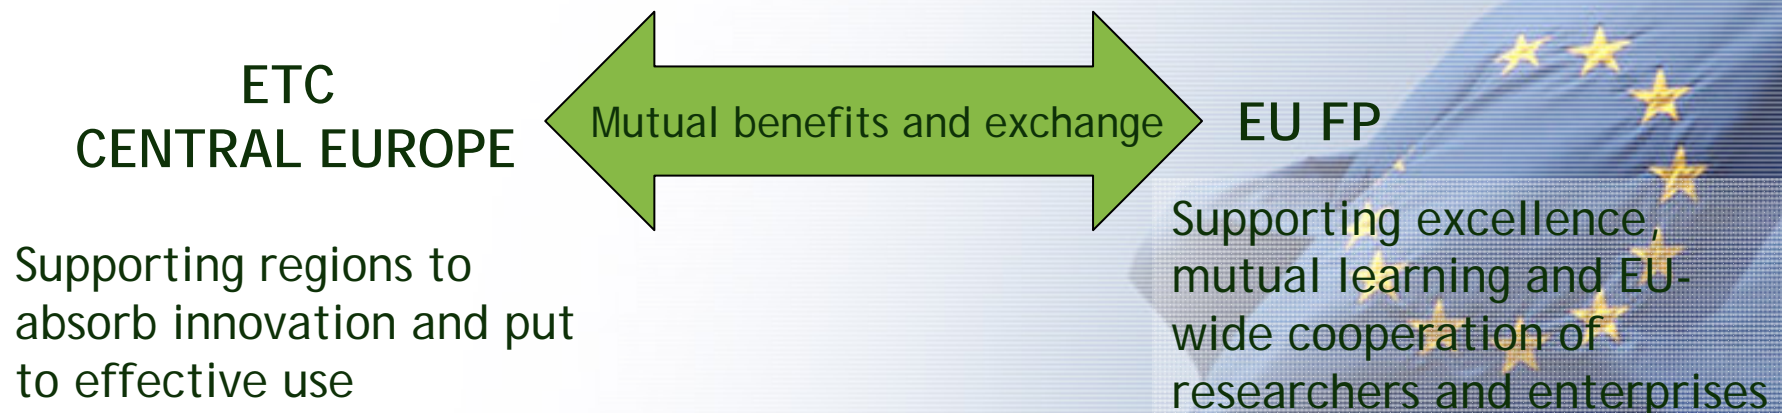 ETC
CENTRAL EUROPE
Mutual benefits and exchange
EU FP
Supporting regions to
absorb innovation and put
to effective use
Supporting excellence,
mutual learning and EU-
wide cooperation of
researchers and enterprises